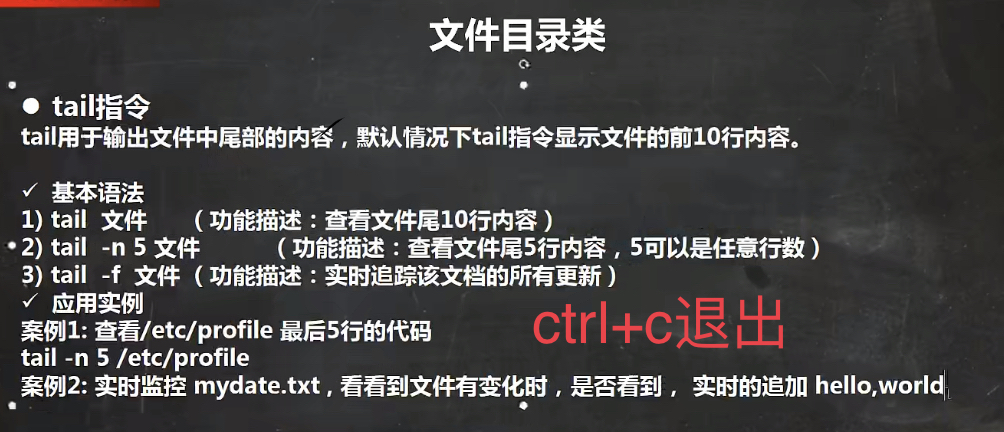 文件目录类
● tail指令
tail用于输出文件中尾部的内容，默认情况下tail指令显示文件的前10行内容。
✓ 基本语法
1) tail 文件 （功能描述：查看文件尾10行内容）
2) tail -n 5 文件 （功能描述：查看文件尾5行内容，5可以是任意行数）
3) tail -f 文件（功能描述：实时追踪该文档的所有更新）
✓ 应用实例
案例1: 查看/etc/profile 最后5行的代码
ctrl+c退出
tail -n 5 /etc/profile
案例2: 实时监控 mydate.txt , 看看到文件有变化时，是否看到， 实时的追加 hello,world